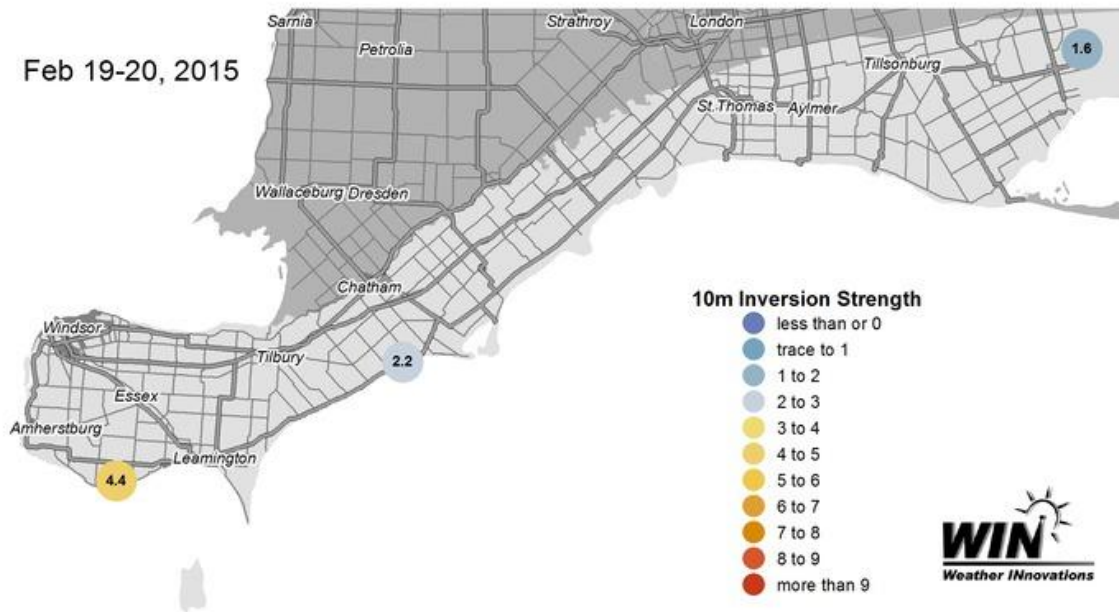 Sarnia
Strathroy
London
Petrolia
1.6
Feb 19-20, 2015
Tillsonburg
St.Thomas
Aylmer
Wallaceburg
Dresden
Chatham
10m Inversion Strength
less than or 0
Windsor
trace to 1
Tilbury
2.2
1 to 2
Essex
2 to 3
3 to 4
Amherstburg
4 to 5
Leamington
4.4
5 to 6
6 to 7
7 to 8
8 to 9
more than 9
WIN
Weather INnovations